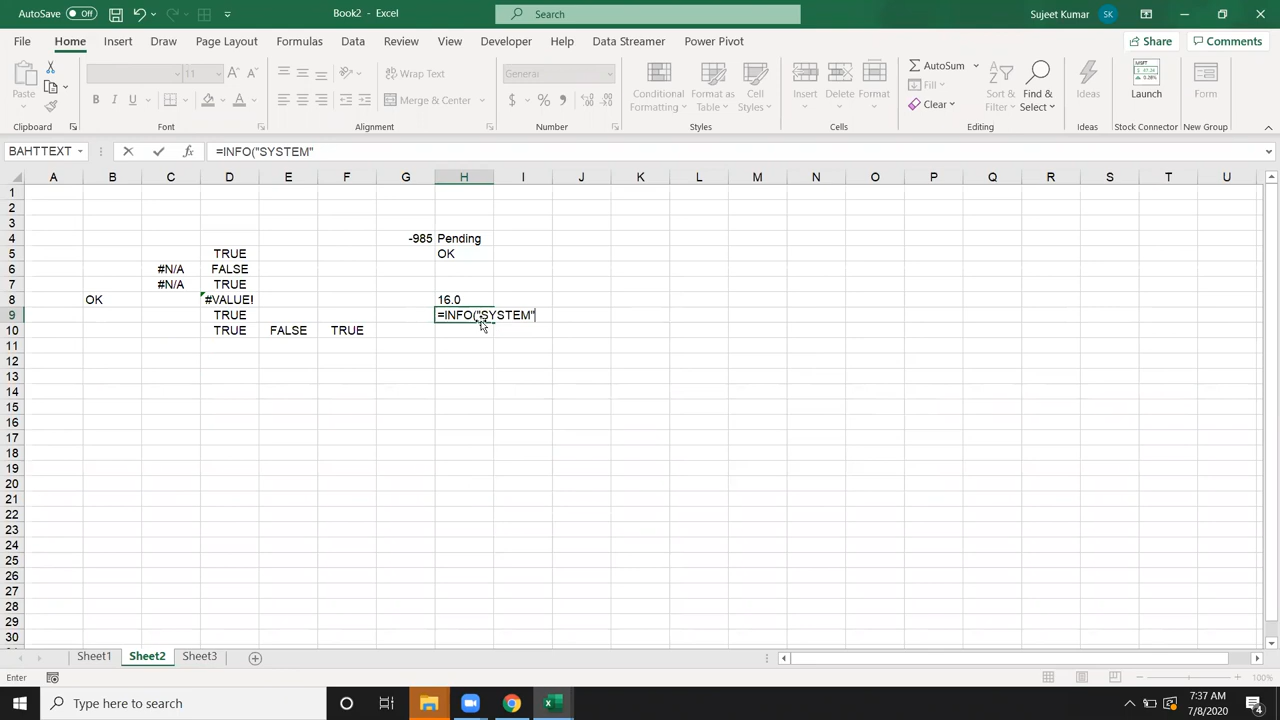 AutoSave Off Book2 - Excel Search Sujeet Kumar SK
File Home Insert Draw Page Layout Formulas Data Review View Developer Help Data Streamer Power Pivot Share Comments
Paste 11 Wrap Text General Conditional Formatting Format as Table Cell Styles Insert Delete Format AutoSum Sort & Filter Find & Select Ideas Launch Form
B I U Merge & Center $ % Fill
Clear
Clipboard Font Alignment Number Styles Cells Editing Ideas Stock Connector New Group
BAHTTEXT fx =INFO("SYSTEM"
A B C D E F G H I J K L M N O P Q R S T U
1
2
3
4 -985 Pending
5 TRUE OK
6 #N/A FALSE
7 #N/A TRUE
8 OK #VALUE! 16.0
9 TRUE =INFO("SYSTEM"
10 TRUE FALSE TRUE
11
12
13
14
15
16
17
18
19
20
21
22
23
24
25
26
27
28
29
30
Sheet1 Sheet2 Sheet3
Enter 100%
Type here to search 7:37 AM
7/8/2020 4